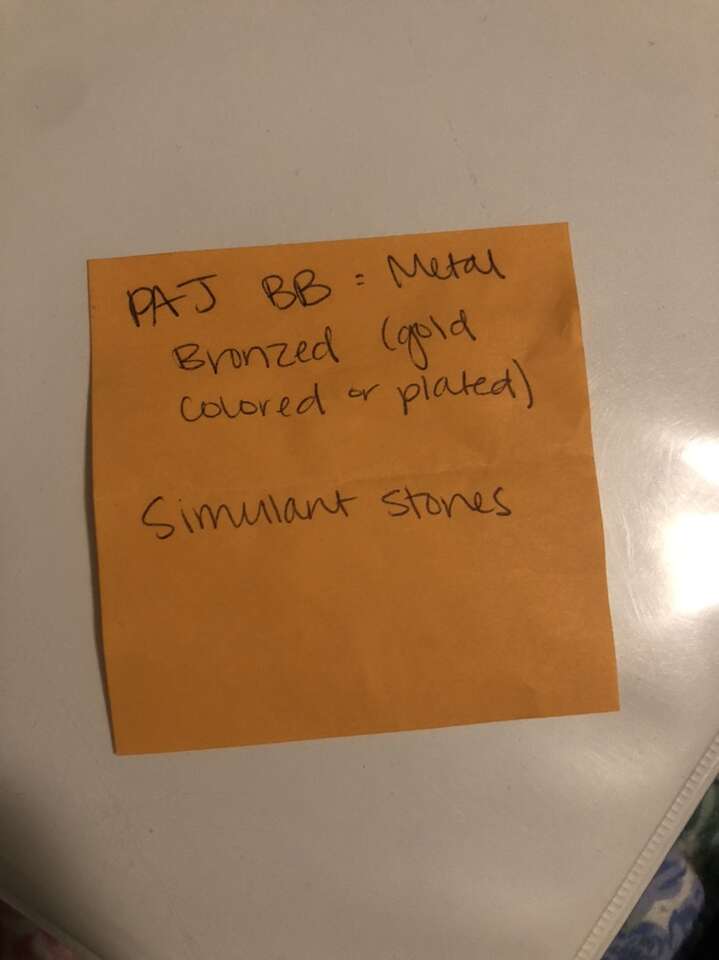 PAJ BB = Metal
Bronzed (gold
colored or plated)
Simulant stones